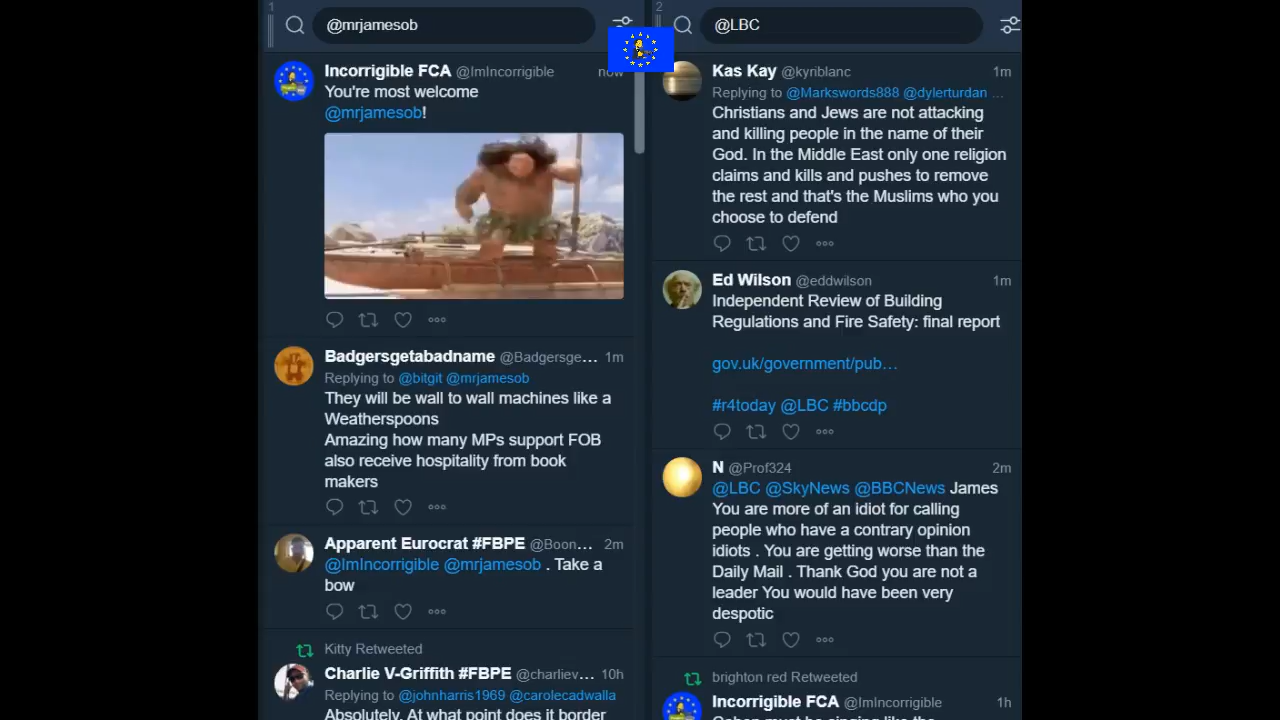 1
@mrjamesob
Incorrigible FCA @ImIncorrigible now
You're most welcome
@mrjamesob!
Badgersgetabadname @Badgersge... 1m
Replying to @bitgit @mrjamesob
They will be wall to wall machines like a
Weatherspoons
Amazing how many MPs support FOB
also receive hospitality from book
makers
Apparent Eurocrat #FBPE @Boon... 2m
@ImIncorrigible @mrjamesob . Take a
bow
Kitty Retweeted
Charlie V-Griffith #FBPE @charliev... 10h
Replying to @johnharris1969 @carolecadwalla
Absolutely. At what point does it border
2
@LBC
Kas Kay @kyriblanc 1m
Replying to @Markswords888 @dylerturdan ...
Christians and Jews are not attacking
and killing people in the name of their
God. In the Middle East only one religion
claims and kills and pushes to remove
the rest and that's the Muslims who you
choose to defend
Ed Wilson @eddwilson 1m
Independent Review of Building
Regulations and Fire Safety: final report
gov.uk/government/pub...
#r4today @LBC #bbcdp
N @Prof324 2m
@LBC @SkyNews @BBCNews James
You are more of an idiot for calling
people who have a contrary opinion
idiots . You are getting worse than the
Daily Mail . Thank God you are not a
leader You would have been very
despotic
brighton red Retweeted
Incorrigible FCA @ImIncorrigible 1h